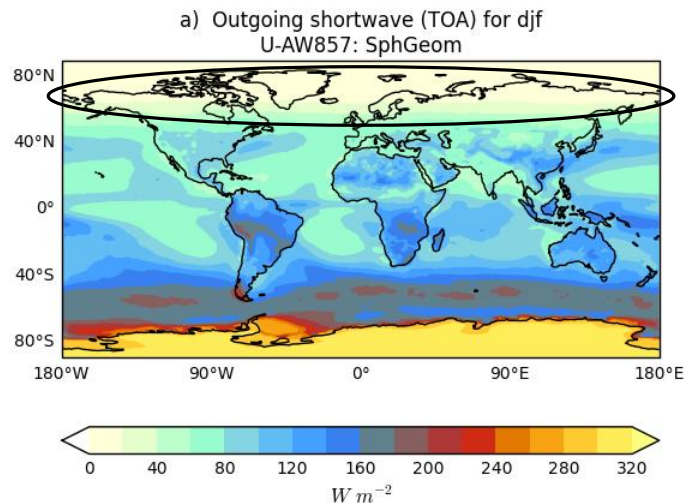 a) Outgoing shortwave (TOA) for djf
U-AW857: SphGeom
80°N
40°N
0°
40°S
80°S
180°W 90°W 0° 90°E 180°E
0 40 80 120 160 200 240 280 320
W m⁻²